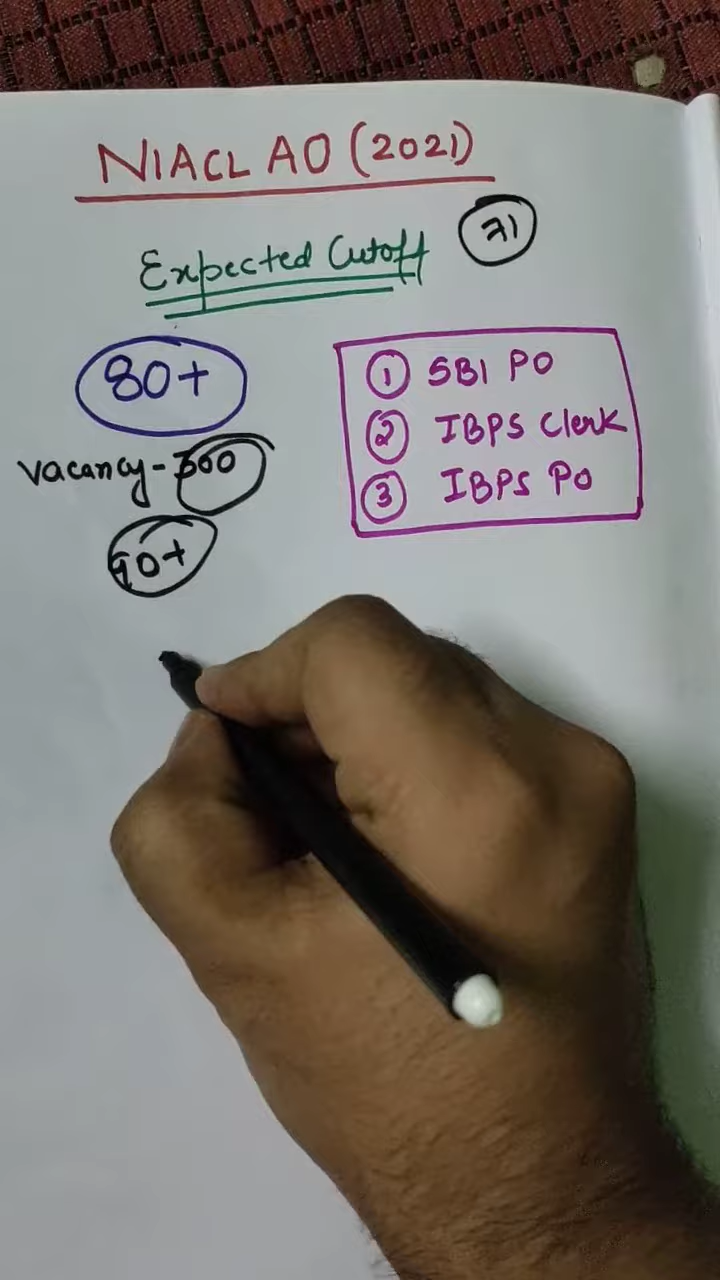 NIACL AO (2021)
Expected Cutoff
71
80+
Vacancy - 300
90+
① SBI PO
② IBPS Clerk
③ IBPS PO